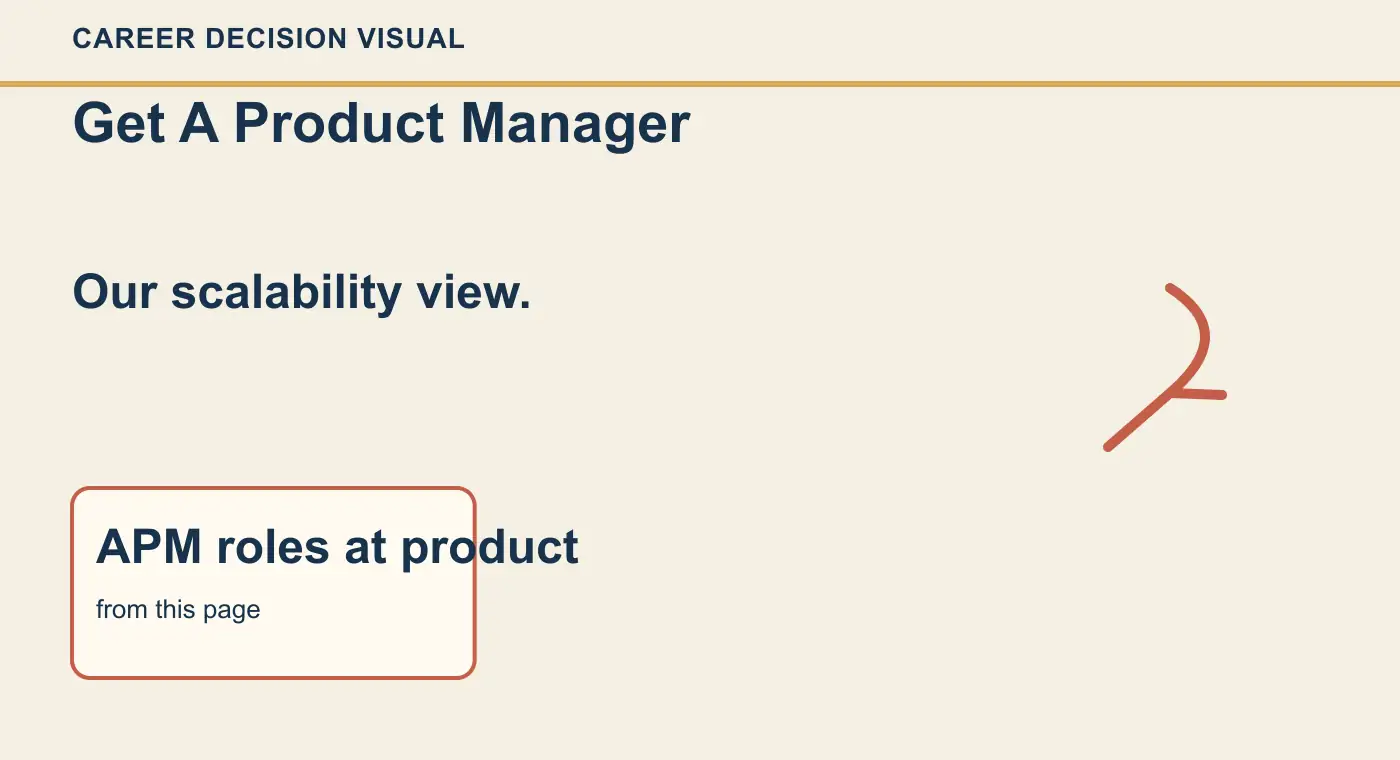 CAREER DECISION VISUAL
Get A Product Manager
Our scalability view.
APM roles at product
from this page